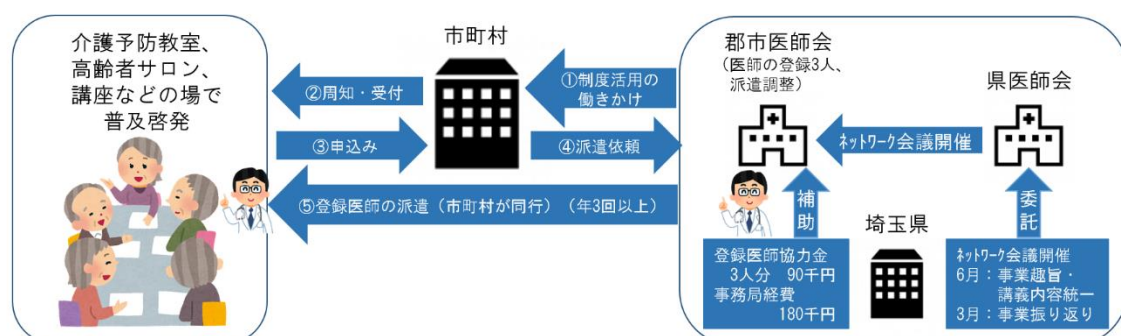 介護予防教室、
高齢者サロン、
講座などの場で
普及啓発
市町村
①制度活用の
働きかけ
②周知・受付
③申込み
④派遣依頼
⑤登録医師の派遣（市町村が同行）（年3回以上）
郡市医師会
（医師の登録3人、
派遣調整）
県医師会
ﾈｯﾄﾜｰｸ会議開催
補助
委託
埼玉県
登録医師協力金
3人分　90千円
事務局経費
180千円
ﾈｯﾄﾜｰｸ会議開催
6月：事業趣旨・
講義内容統一
3月：事業振り返り